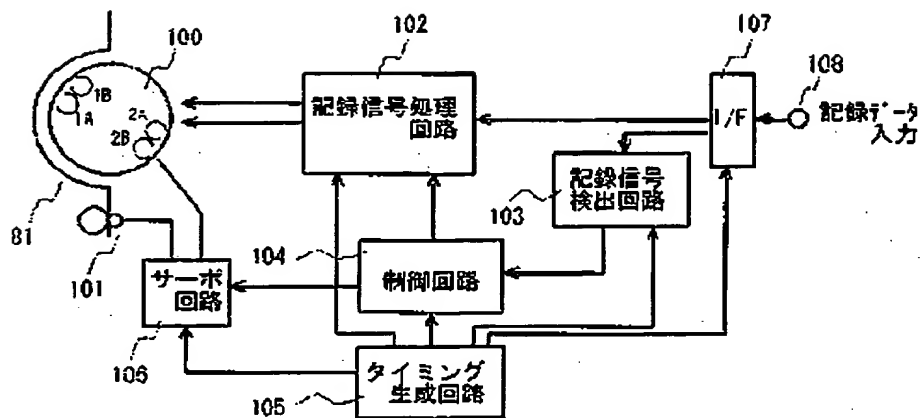 100
102
107
108
1B
1A
2A
2B
記録信号処理
回路
I/F
記録データ
入力
記録信号
検出回路
103
81
101
104
制御回路
サーボ
回路
106
タイミング
生成回路
105